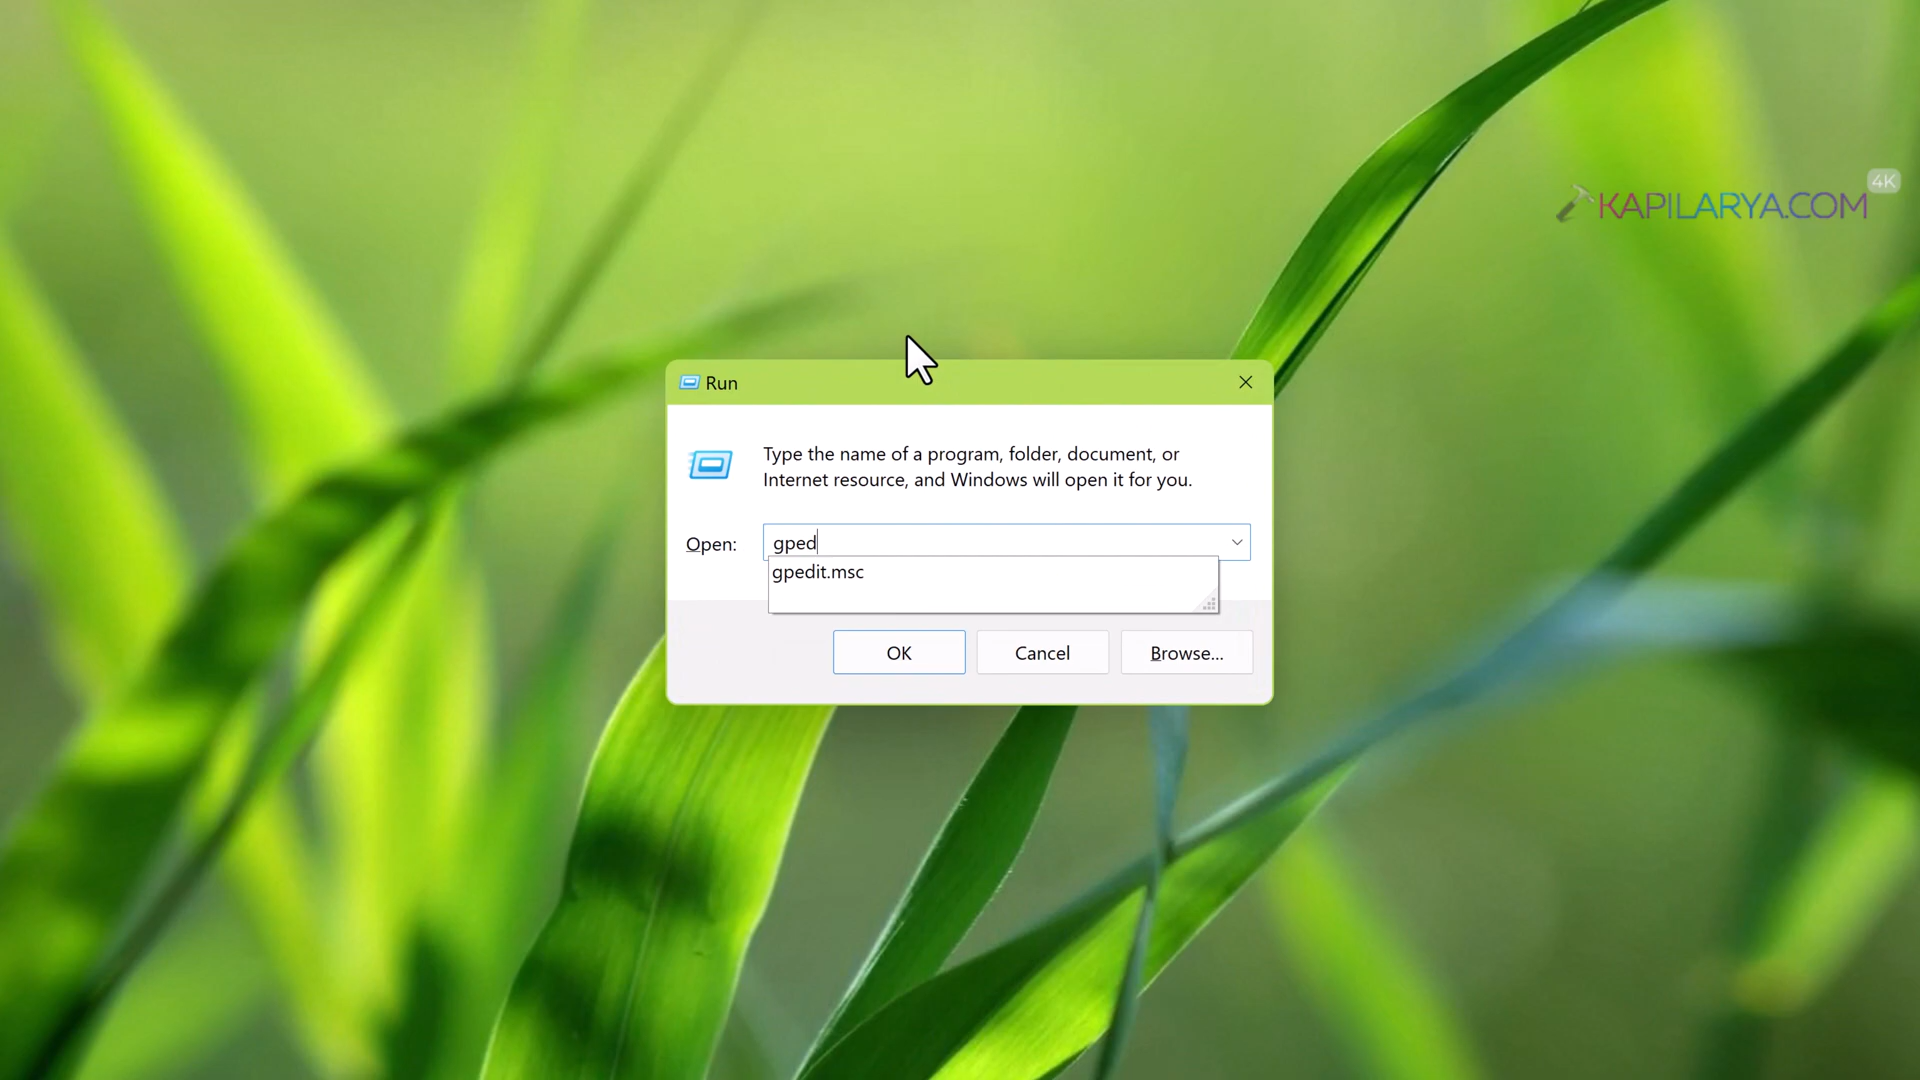 4K
KAPILARYA.COM
Run
Type the name of a program, folder, document, or
Internet resource, and Windows will open it for you.
Open: gped
gpedit.msc
OK Cancel Browse...